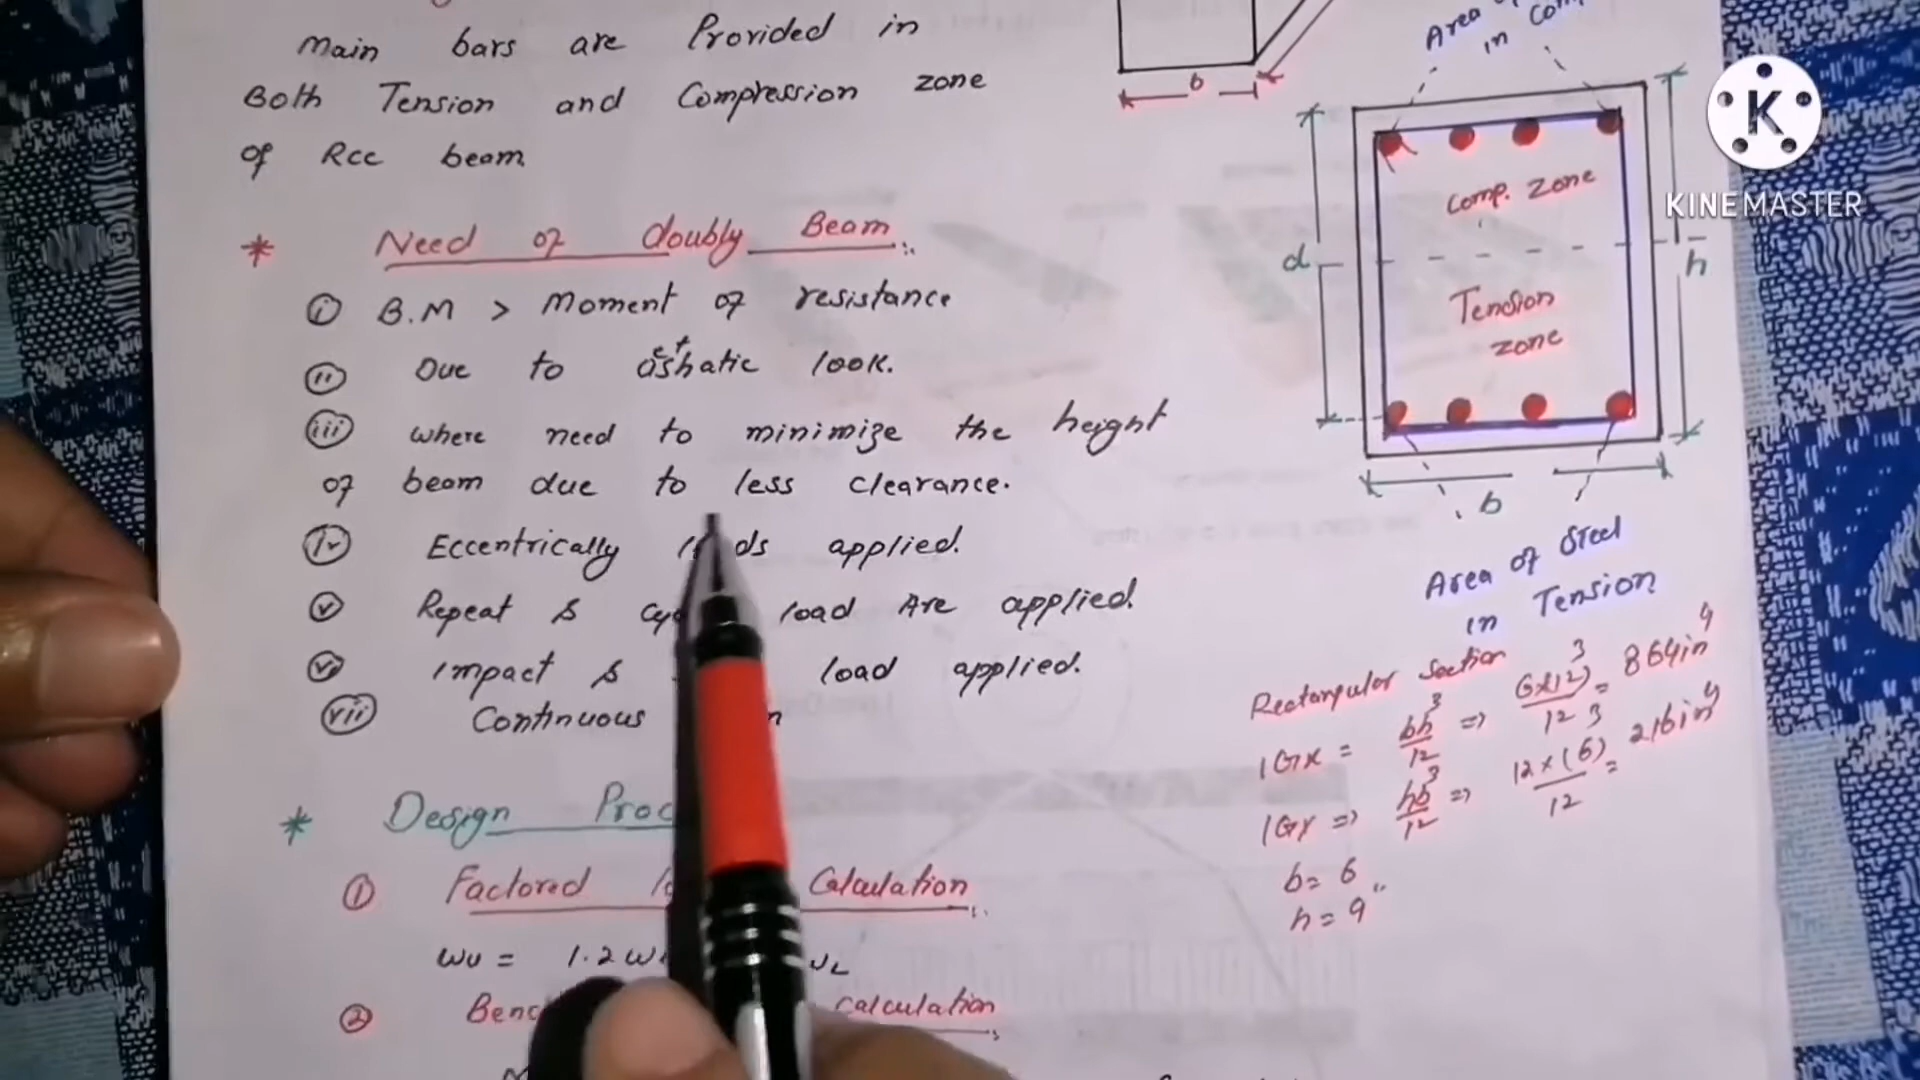 Main bars are Provided in
Both Tension and Compression zone
of RCC beam
* Need of doubly Beam
(i) B.M > Moment of resistance
(ii) Due to asthatic look.
(iii) where need to minimize the height
of beam due to less clearance.
(iv) Eccentrically applied.
(v) Repeat & load Are applied.
(v) Impact & load applied.
(vii) Continuous
* Design
(1) Factored Calculation
Wu = 1.2
(2) calculation
b
Area
in
Comp. Zone
d
h
Tension
zone
b
Area of Steel
in Tension
Rectangular Section
IGx = bh³/12 => 6x(12)³/12 = 864in⁴
IGy => hb³/12 => 12x(6)³/12 = 216in⁴
b= 6
h = 9"
K
KINEMASTER